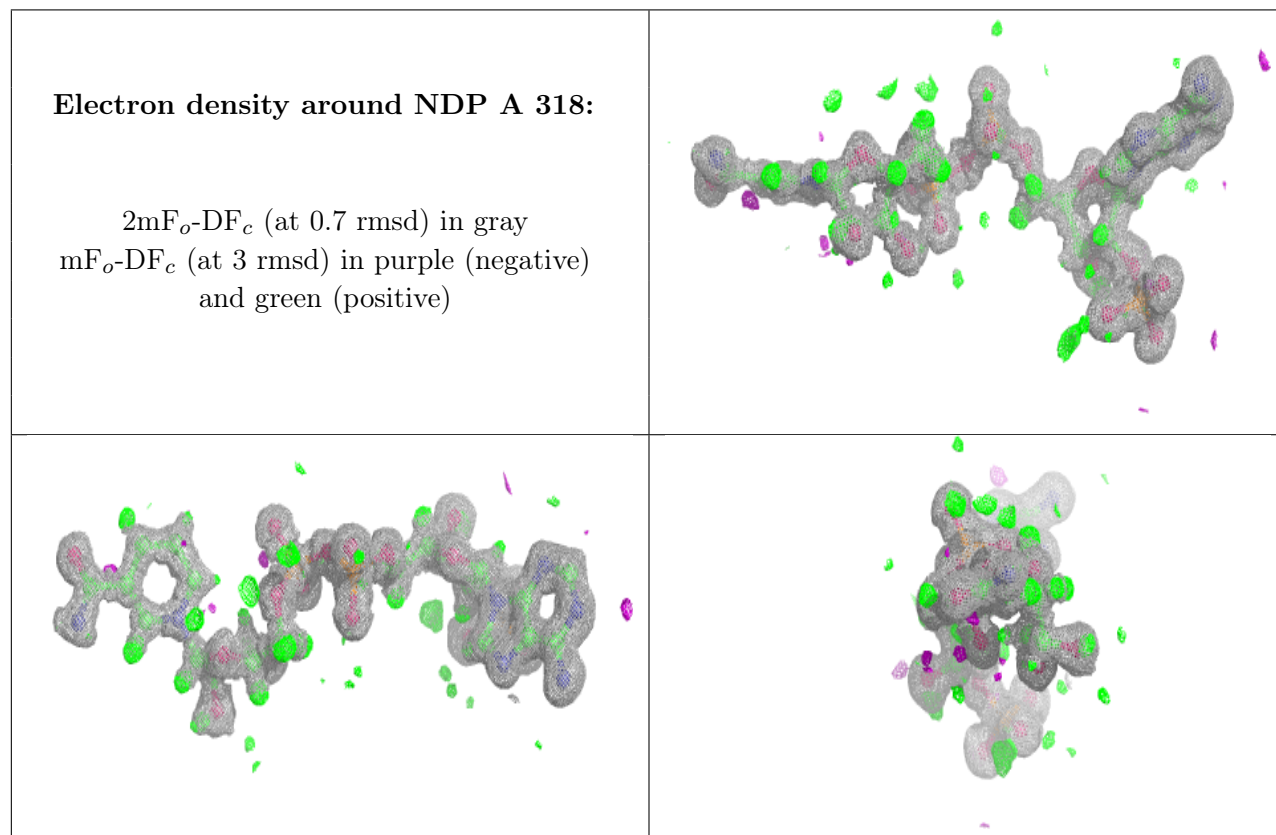 Electron density around NDP A 318:
2mFo-DFc (at 0.7 rmsd) in gray
mFo-DFc (at 3 rmsd) in purple (negative)
and green (positive)